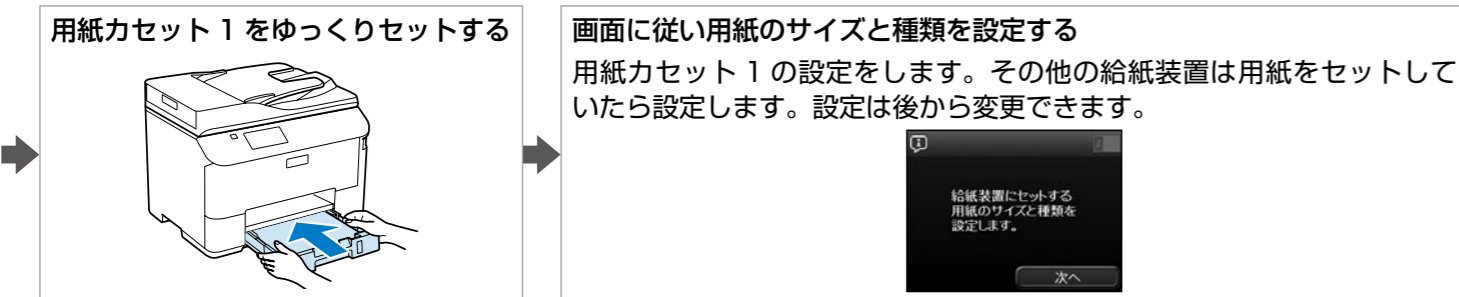 用紙カセット 1 をゆっくりセットする
画面に従い用紙のサイズと種類を設定する
用紙カセット 1 の設定をします。その他の給紙装置は用紙をセットして
いたら設定します。設定は後から変更できます。
給紙装置にセットする
用紙のサイズと種類を
設定します。
次へ